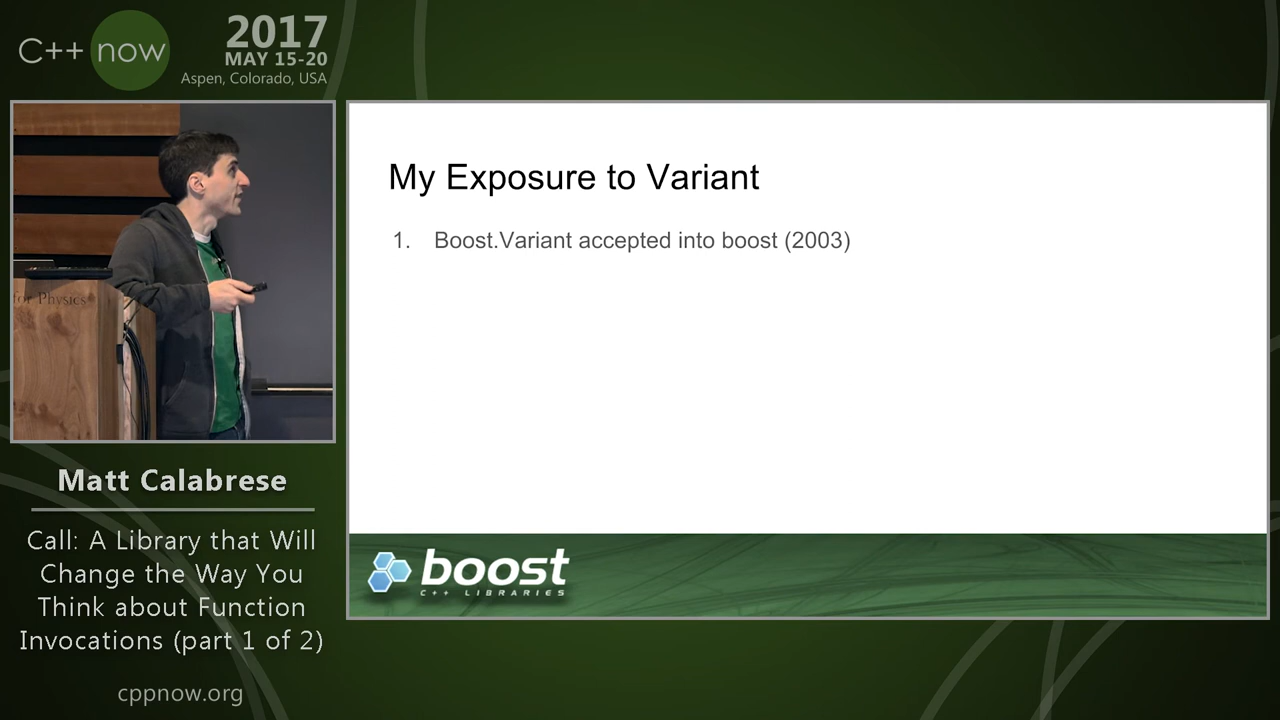 C++ now
2017
MAY 15-20
Aspen, Colorado, USA
for Physics
Matt Calabrese
Call: A Library that Will
Change the Way You
Think about Function
Invocations (part 1 of 2)
cppnow.org
My Exposure to Variant
1. Boost.Variant accepted into boost (2003)
boost
C++ LIBRARIES